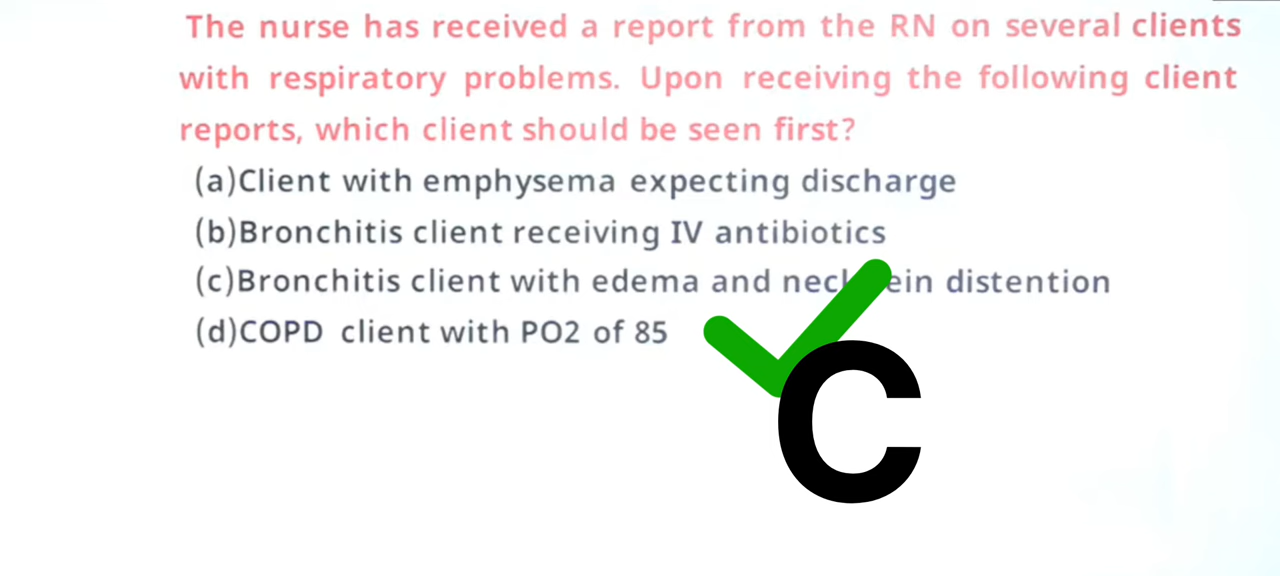 The nurse has received a report from the RN on several clients
with respiratory problems. Upon receiving the following client
reports, which client should be seen first?
(a)Client with emphysema expecting discharge
(b)Bronchitis client receiving IV antibiotics
(c)Bronchitis client with edema and neck vein distention
(d)COPD client with PO2 of 85
C